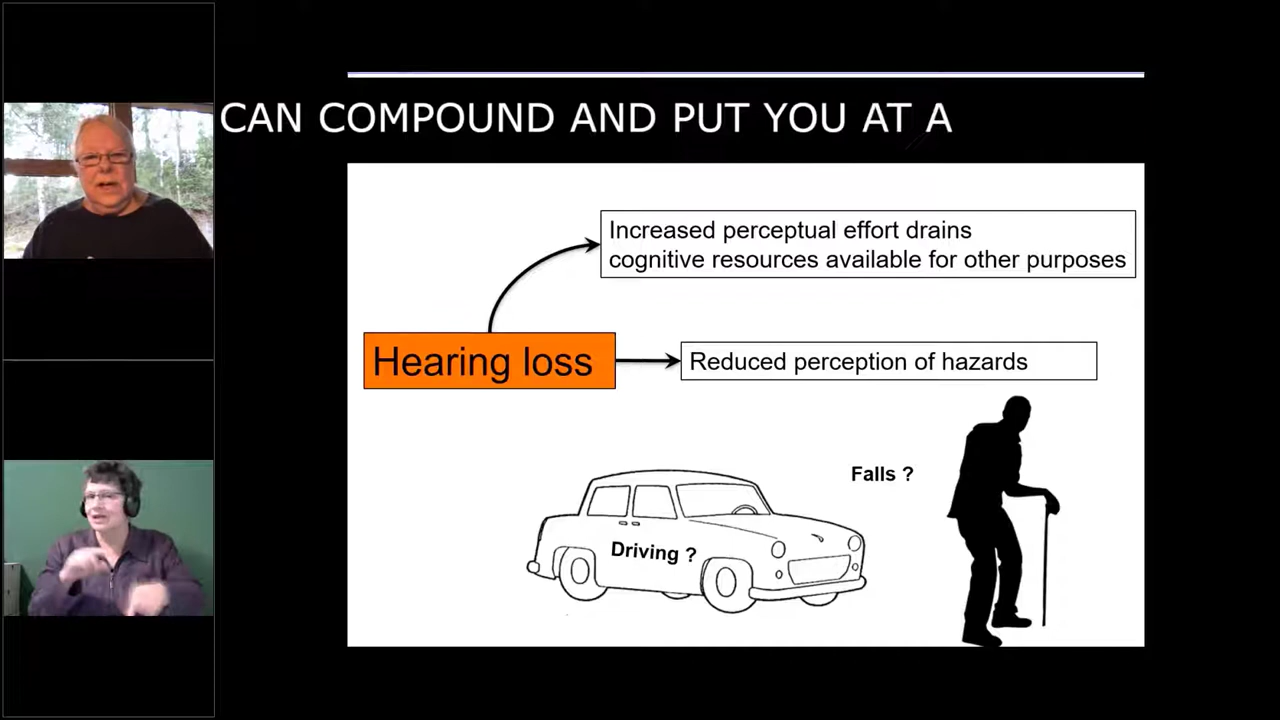 CAN COMPOUND AND PUT YOU AT A
Increased perceptual effort drains
cognitive resources available for other purposes
Hearing loss
Reduced perception of hazards
Falls ?
Driving ?